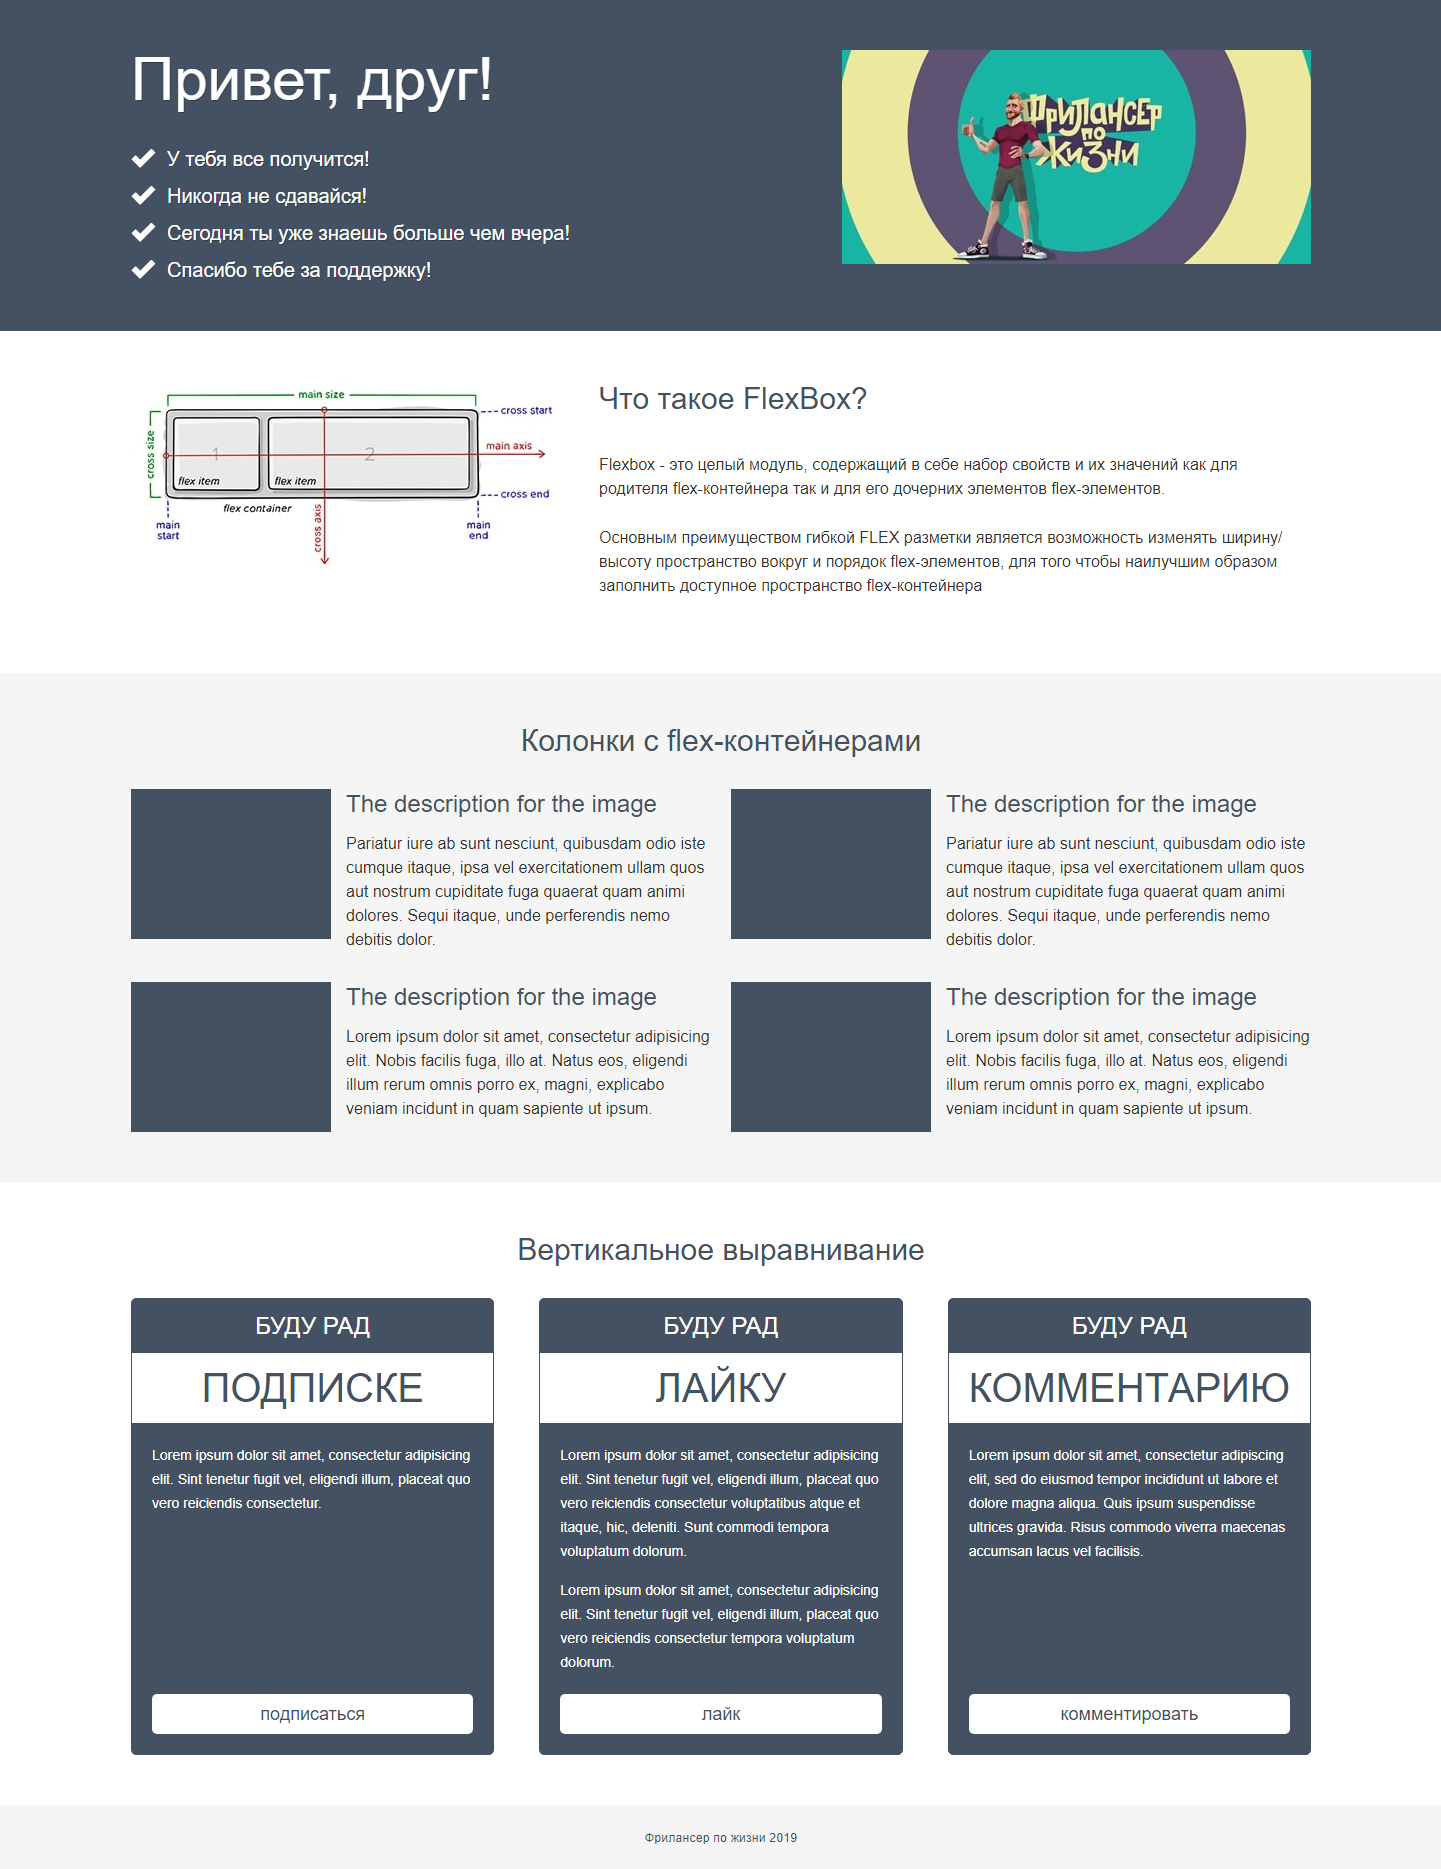 Привет, друг!
У тебя все получится!
Никогда не сдавайся!
Сегодня ты уже знаешь больше чем вчера!
Спасибо тебе за поддержку!
ФРИЛАНСЕР
ПО
ЖИЗНИ
main size
cross start
cross size
main axis
1
2
flex item
flex item
cross end
flex container
main
start
cross axis
main
end
Что такое FlexBox?
Flexbox - это целый модуль, содержащий в себе набор свойств и их значений как для
родителя flex-контейнера так и для его дочерних элементов flex-элементов.
Основным преимуществом гибкой FLEX разметки является возможность изменять ширину/
высоту пространство вокруг и порядок flex-элементов, для того чтобы наилучшим образом
заполнить доступное пространство flex-контейнера
Колонки с flex-контейнерами
The description for the image
Pariatur iure ab sunt nesciunt, quibusdam odio iste
cumque itaque, ipsa vel exercitationem ullam quos
aut nostrum cupiditate fuga quaerat quam animi
dolores. Sequi itaque, unde perferendis nemo
debitis dolor.
The description for the image
Pariatur iure ab sunt nesciunt, quibusdam odio iste
cumque itaque, ipsa vel exercitationem ullam quos
aut nostrum cupiditate fuga quaerat quam animi
dolores. Sequi itaque, unde perferendis nemo
debitis dolor.
The description for the image
Lorem ipsum dolor sit amet, consectetur adipisicing
elit. Nobis facilis fuga, illo at. Natus eos, eligendi
illum rerum omnis porro ex, magni, explicabo
veniam incidunt in quam sapiente ut ipsum.
The description for the image
Lorem ipsum dolor sit amet, consectetur adipisicing
elit. Nobis facilis fuga, illo at. Natus eos, eligendi
illum rerum omnis porro ex, magni, explicabo
veniam incidunt in quam sapiente ut ipsum.
Вертикальное выравнивание
БУДУ РАД
ПОДПИСКЕ
Lorem ipsum dolor sit amet, consectetur adipisicing
elit. Sint tenetur fugit vel, eligendi illum, placeat quo
vero reiciendis consectetur.
подписаться
БУДУ РАД
ЛАЙКУ
Lorem ipsum dolor sit amet, consectetur adipisicing
elit. Sint tenetur fugit vel, eligendi illum, placeat quo
vero reiciendis consectetur voluptatibus atque et
itaque, hic, deleniti. Sunt commodi tempora
voluptatum dolorum.
Lorem ipsum dolor sit amet, consectetur adipisicing
elit. Sint tenetur fugit vel, eligendi illum, placeat quo
vero reiciendis consectetur tempora voluptatum
dolorum.
лайк
БУДУ РАД
КОММЕНТАРИЮ
Lorem ipsum dolor sit amet, consectetur adipiscing
elit, sed do eiusmod tempor incididunt ut labore et
dolore magna aliqua. Quis ipsum suspendisse
ultrices gravida. Risus commodo viverra maecenas
accumsan lacus vel facilisis.
комментировать
Фрилансер по жизни 2019